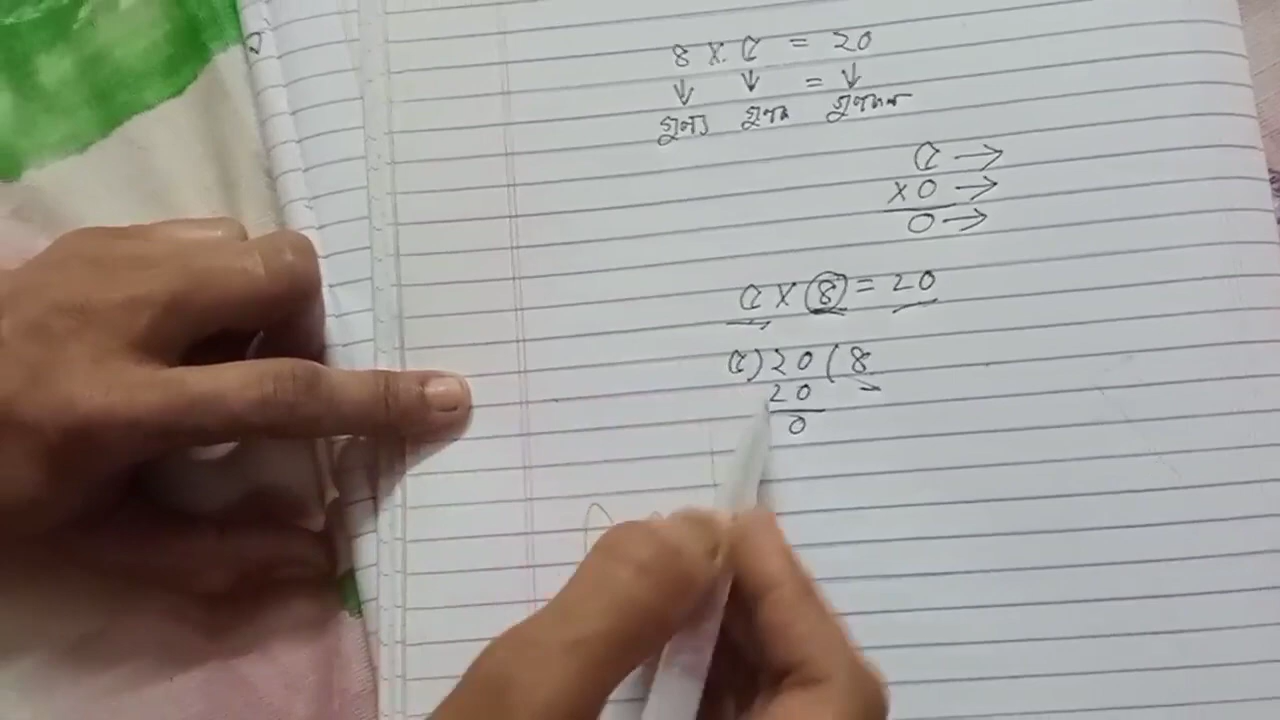 ৪ × ৫ = ২০
↓ ↓ = ↓
গুণ্য গুণক গুণফল
৫ →
× ০ →
০ →
৫ × ৪ = ২০
৫) ২০ (৪
২০
০